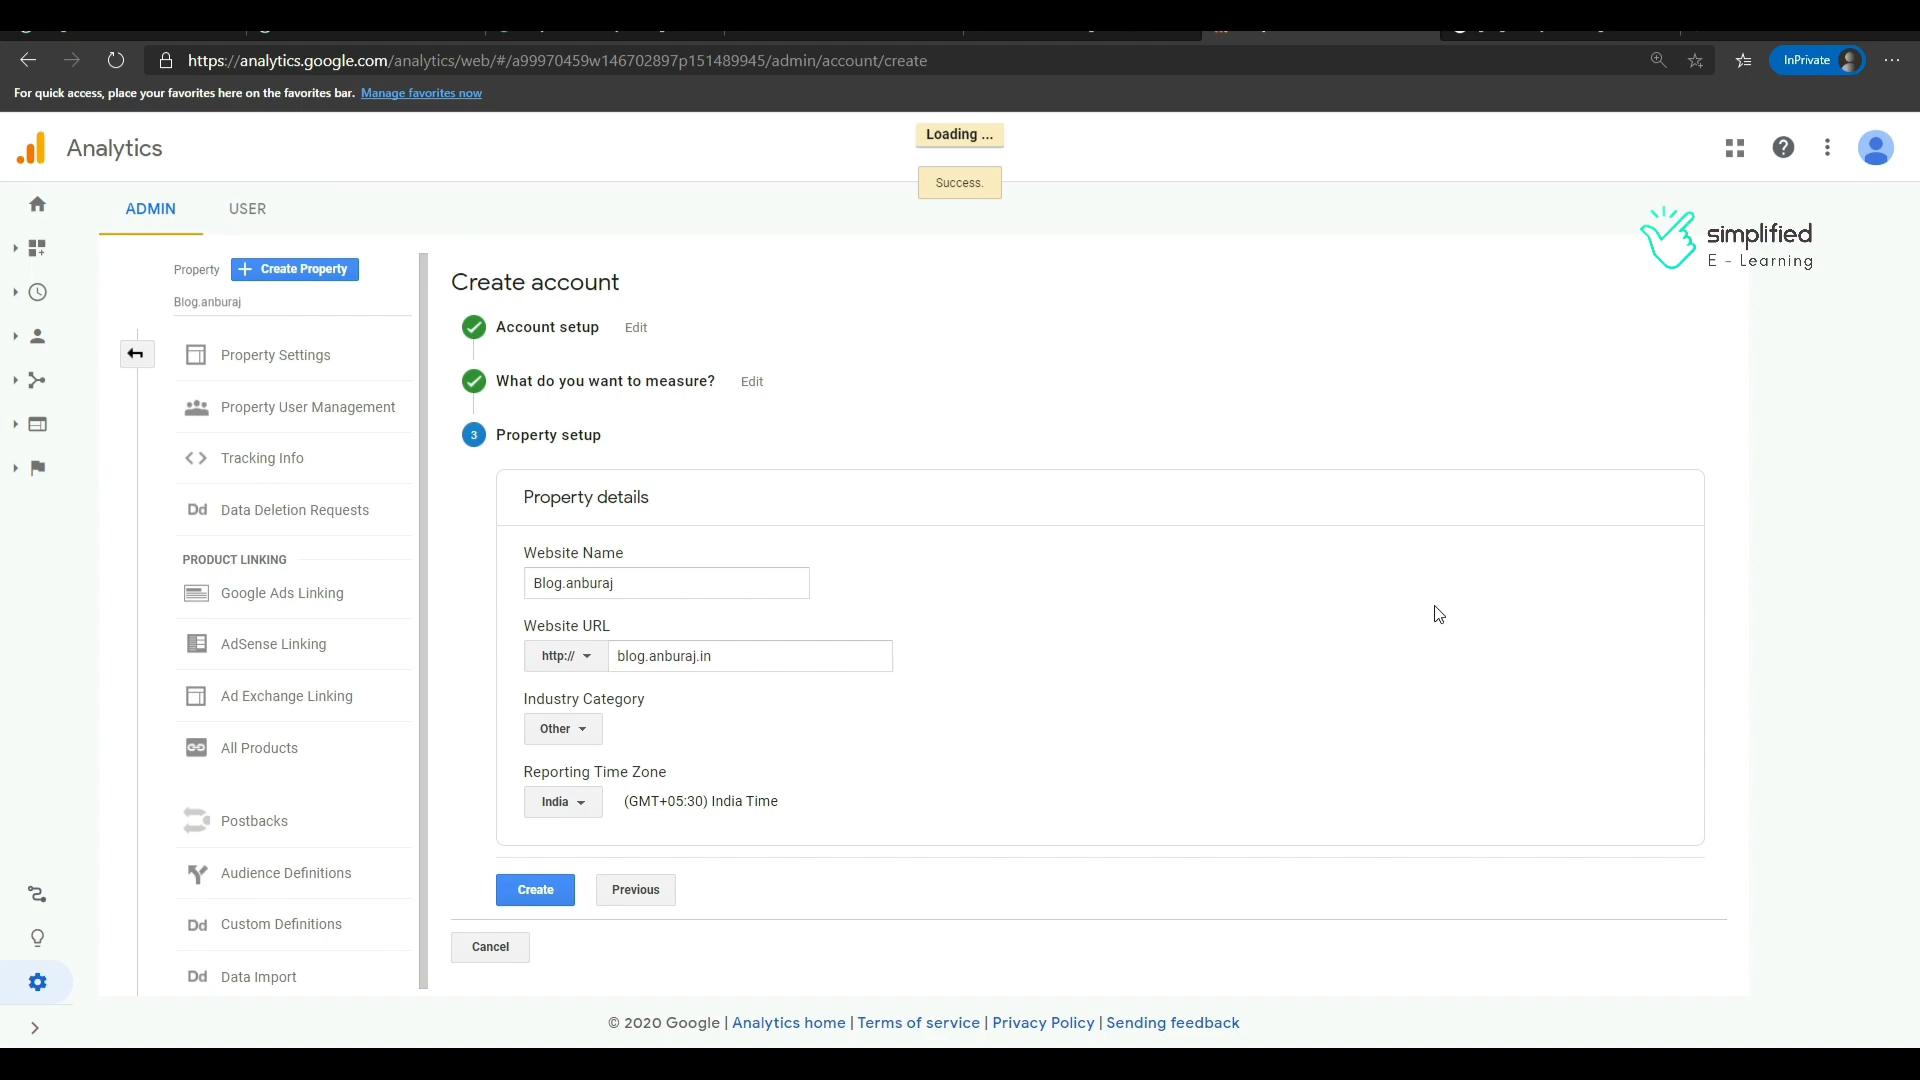 https://analytics.google.com/analytics/web/#/a99970459w146702897p151489945/admin/account/create
InPrivate
For quick access, place your favorites here on the favorites bar. Manage favorites now
Analytics
Loading ...
Success.
ADMIN USER
simplified
E - Learning
Property + Create Property
Blog.anburaj
Property Settings
Property User Management
Tracking Info
Dd Data Deletion Requests
PRODUCT LINKING
Google Ads Linking
AdSense Linking
Ad Exchange Linking
All Products
Postbacks
Audience Definitions
Dd Custom Definitions
Dd Data Import
Create account
Account setup Edit
What do you want to measure? Edit
3 Property setup
Property details
Website Name
Blog.anburaj
Website URL
http:// blog.anburaj.in
Industry Category
Other
Reporting Time Zone
India (GMT+05:30) India Time
Create Previous
Cancel
© 2020 Google | Analytics home | Terms of service | Privacy Policy | Sending feedback